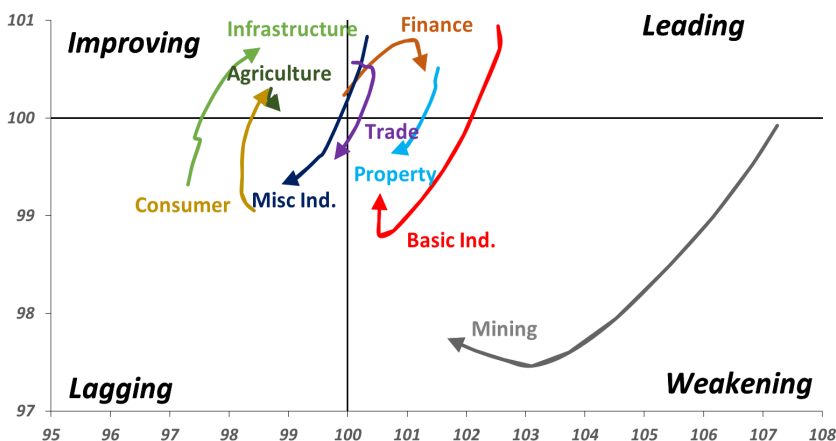 101
Improving
Infrastructure
Finance
Leading
Agriculture
100
Trade
Property
99
Consumer
Misc Ind.
Basic Ind.
98
Mining
Lagging
Weakening
97
95 96 97 98 99 100 101 102 103 104 105 106 107 108